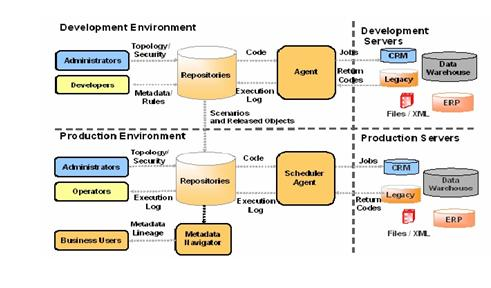 Development Environment
Development
Servers
Administrators
Topology/
Security
Repositories
Code
Agent
Jobs
CRM
Data
Warehouse
Developers
Metadata/
Rules
Execution
Log
Return
Codes
Legacy
ERP
Files / XML
Scenarios
and Released Objects
Production Environment
Production Servers
Administrators
Topology/
Security
Repositories
Code
Scheduler
Agent
Jobs
CRM
Data
Warehouse
Operators
Execution
Log
Execution
Log
Return
Codes
Legacy
ERP
Files / XML
Business Users
Metadata
Lineage
Metadata
Navigator